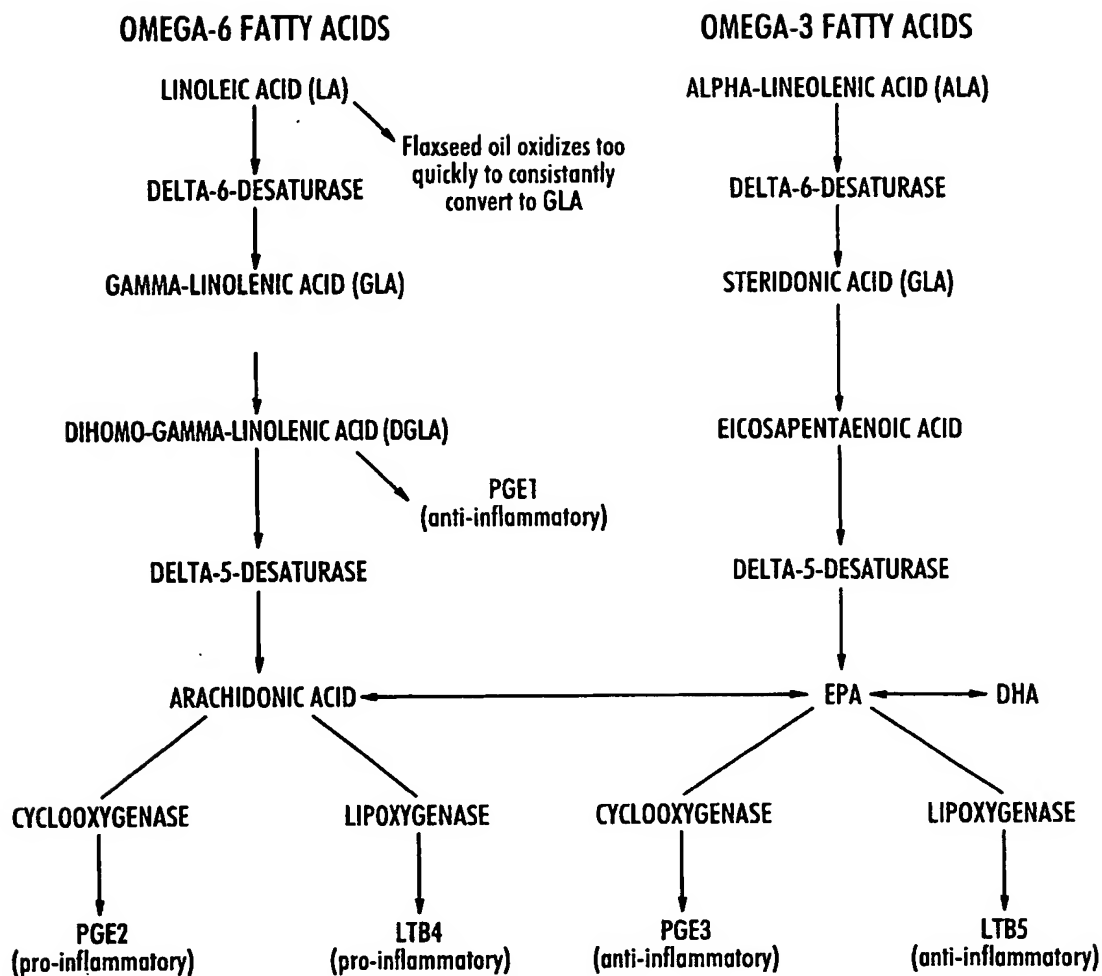 OMEGA-6 FATTY ACIDS
OMEGA-3 FATTY ACIDS
LINOLEIC ACID (LA)
ALPHA-LINEOLENIC ACID (ALA)
Flaxseed oil oxidizes too
quickly to consistantly
convert to GLA
DELTA-6-DESATURASE
DELTA-6-DESATURASE
GAMMA-LINOLENIC ACID (GLA)
STERIDONIC ACID (GLA)
DIHOMO-GAMMA-LINOLENIC ACID (DGLA)
EICOSAPENTAENOIC ACID
PGE1
(anti-inflammatory)
DELTA-5-DESATURASE
DELTA-5-DESATURASE
ARACHIDONIC ACID
EPA
DHA
CYCLOOXYGENASE
LIPOXYGENASE
CYCLOOXYGENASE
LIPOXYGENASE
PGE2
(pro-inflammatory)
LTB4
(pro-inflammatory)
PGE3
(anti-inflammatory)
LTB5
(anti-inflammatory)